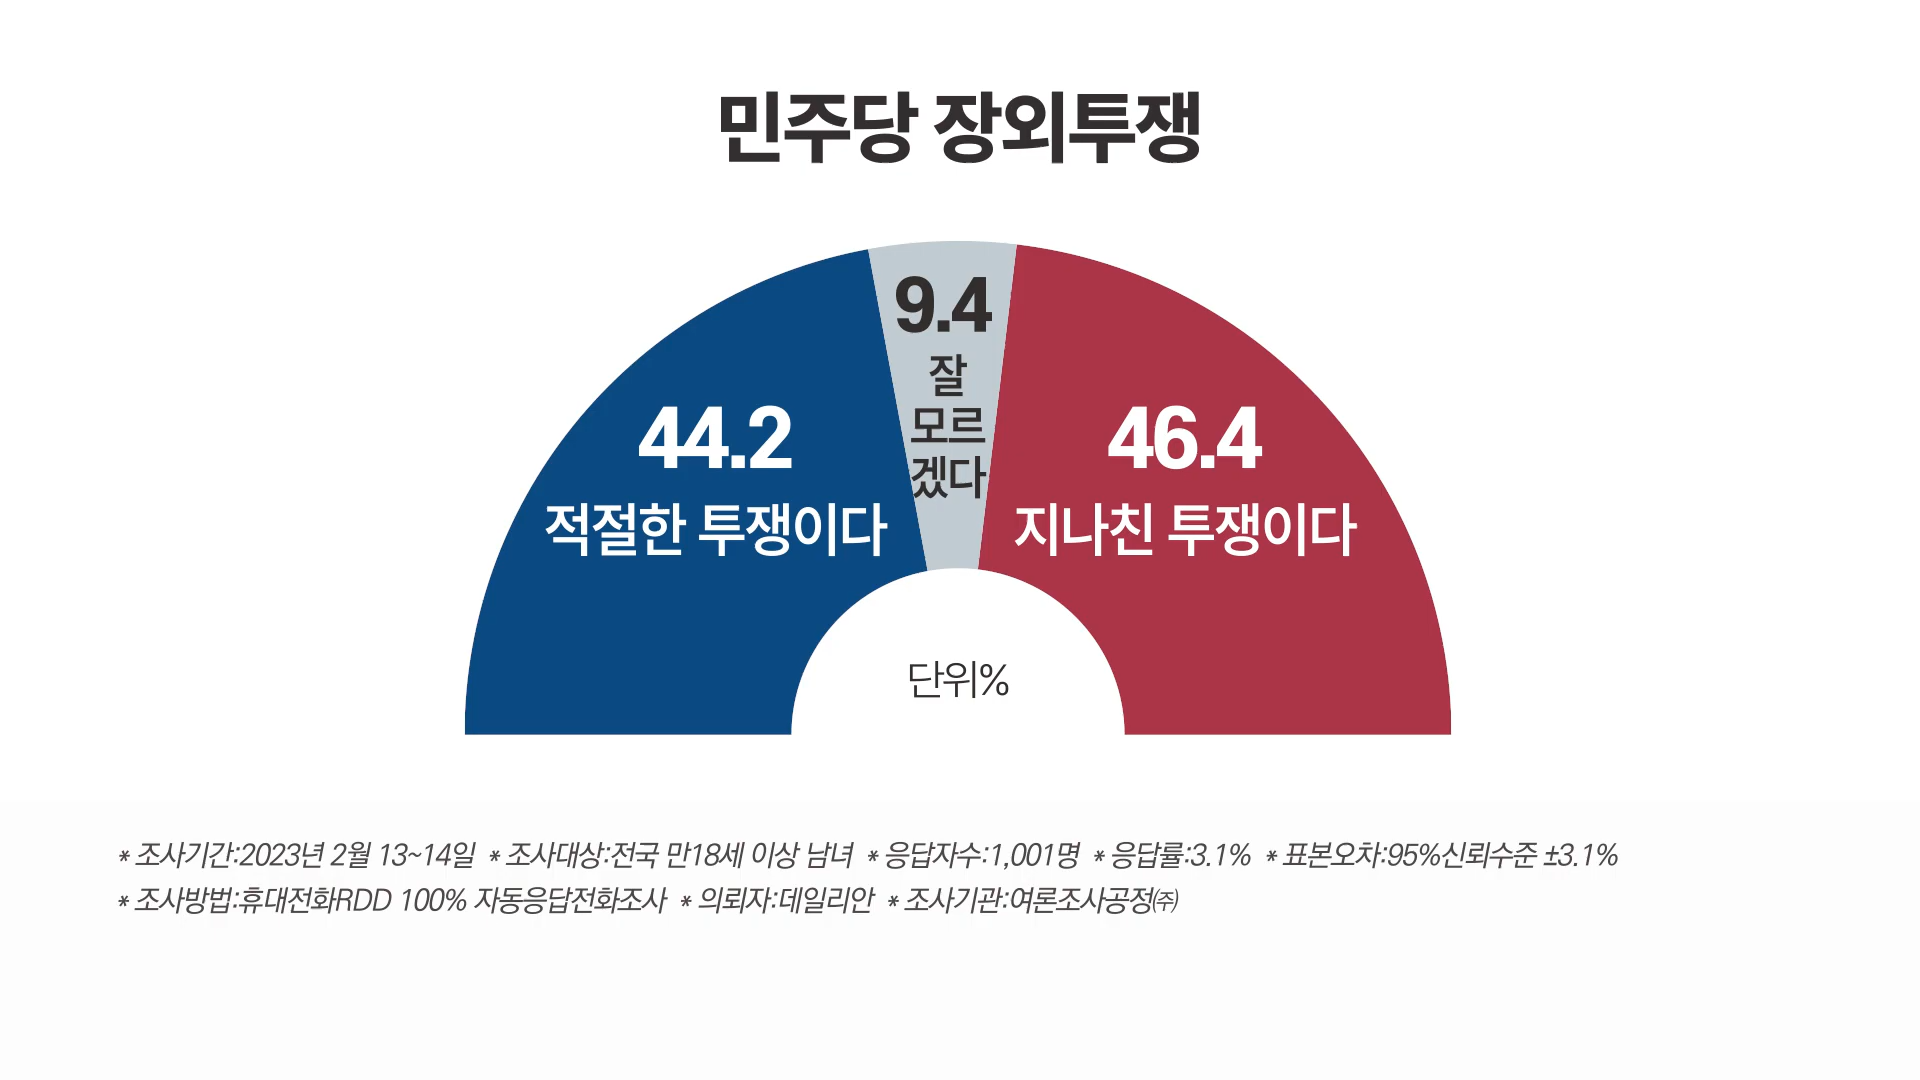 민주당 장외투쟁
9.4
잘
모르
겠다
44.2
적절한 투쟁이다
46.4
지나친 투쟁이다
단위%
* 조사기간:2023년 2월 13~14일 * 조사대상:전국 만18세 이상 남녀 * 응답자수:1,001명 * 응답률:3.1% * 표본오차:95%신뢰수준 ±3.1%
* 조사방법:휴대전화RDD 100% 자동응답전화조사 * 의뢰자:데일리안 * 조사기관:여론조사공정㈜